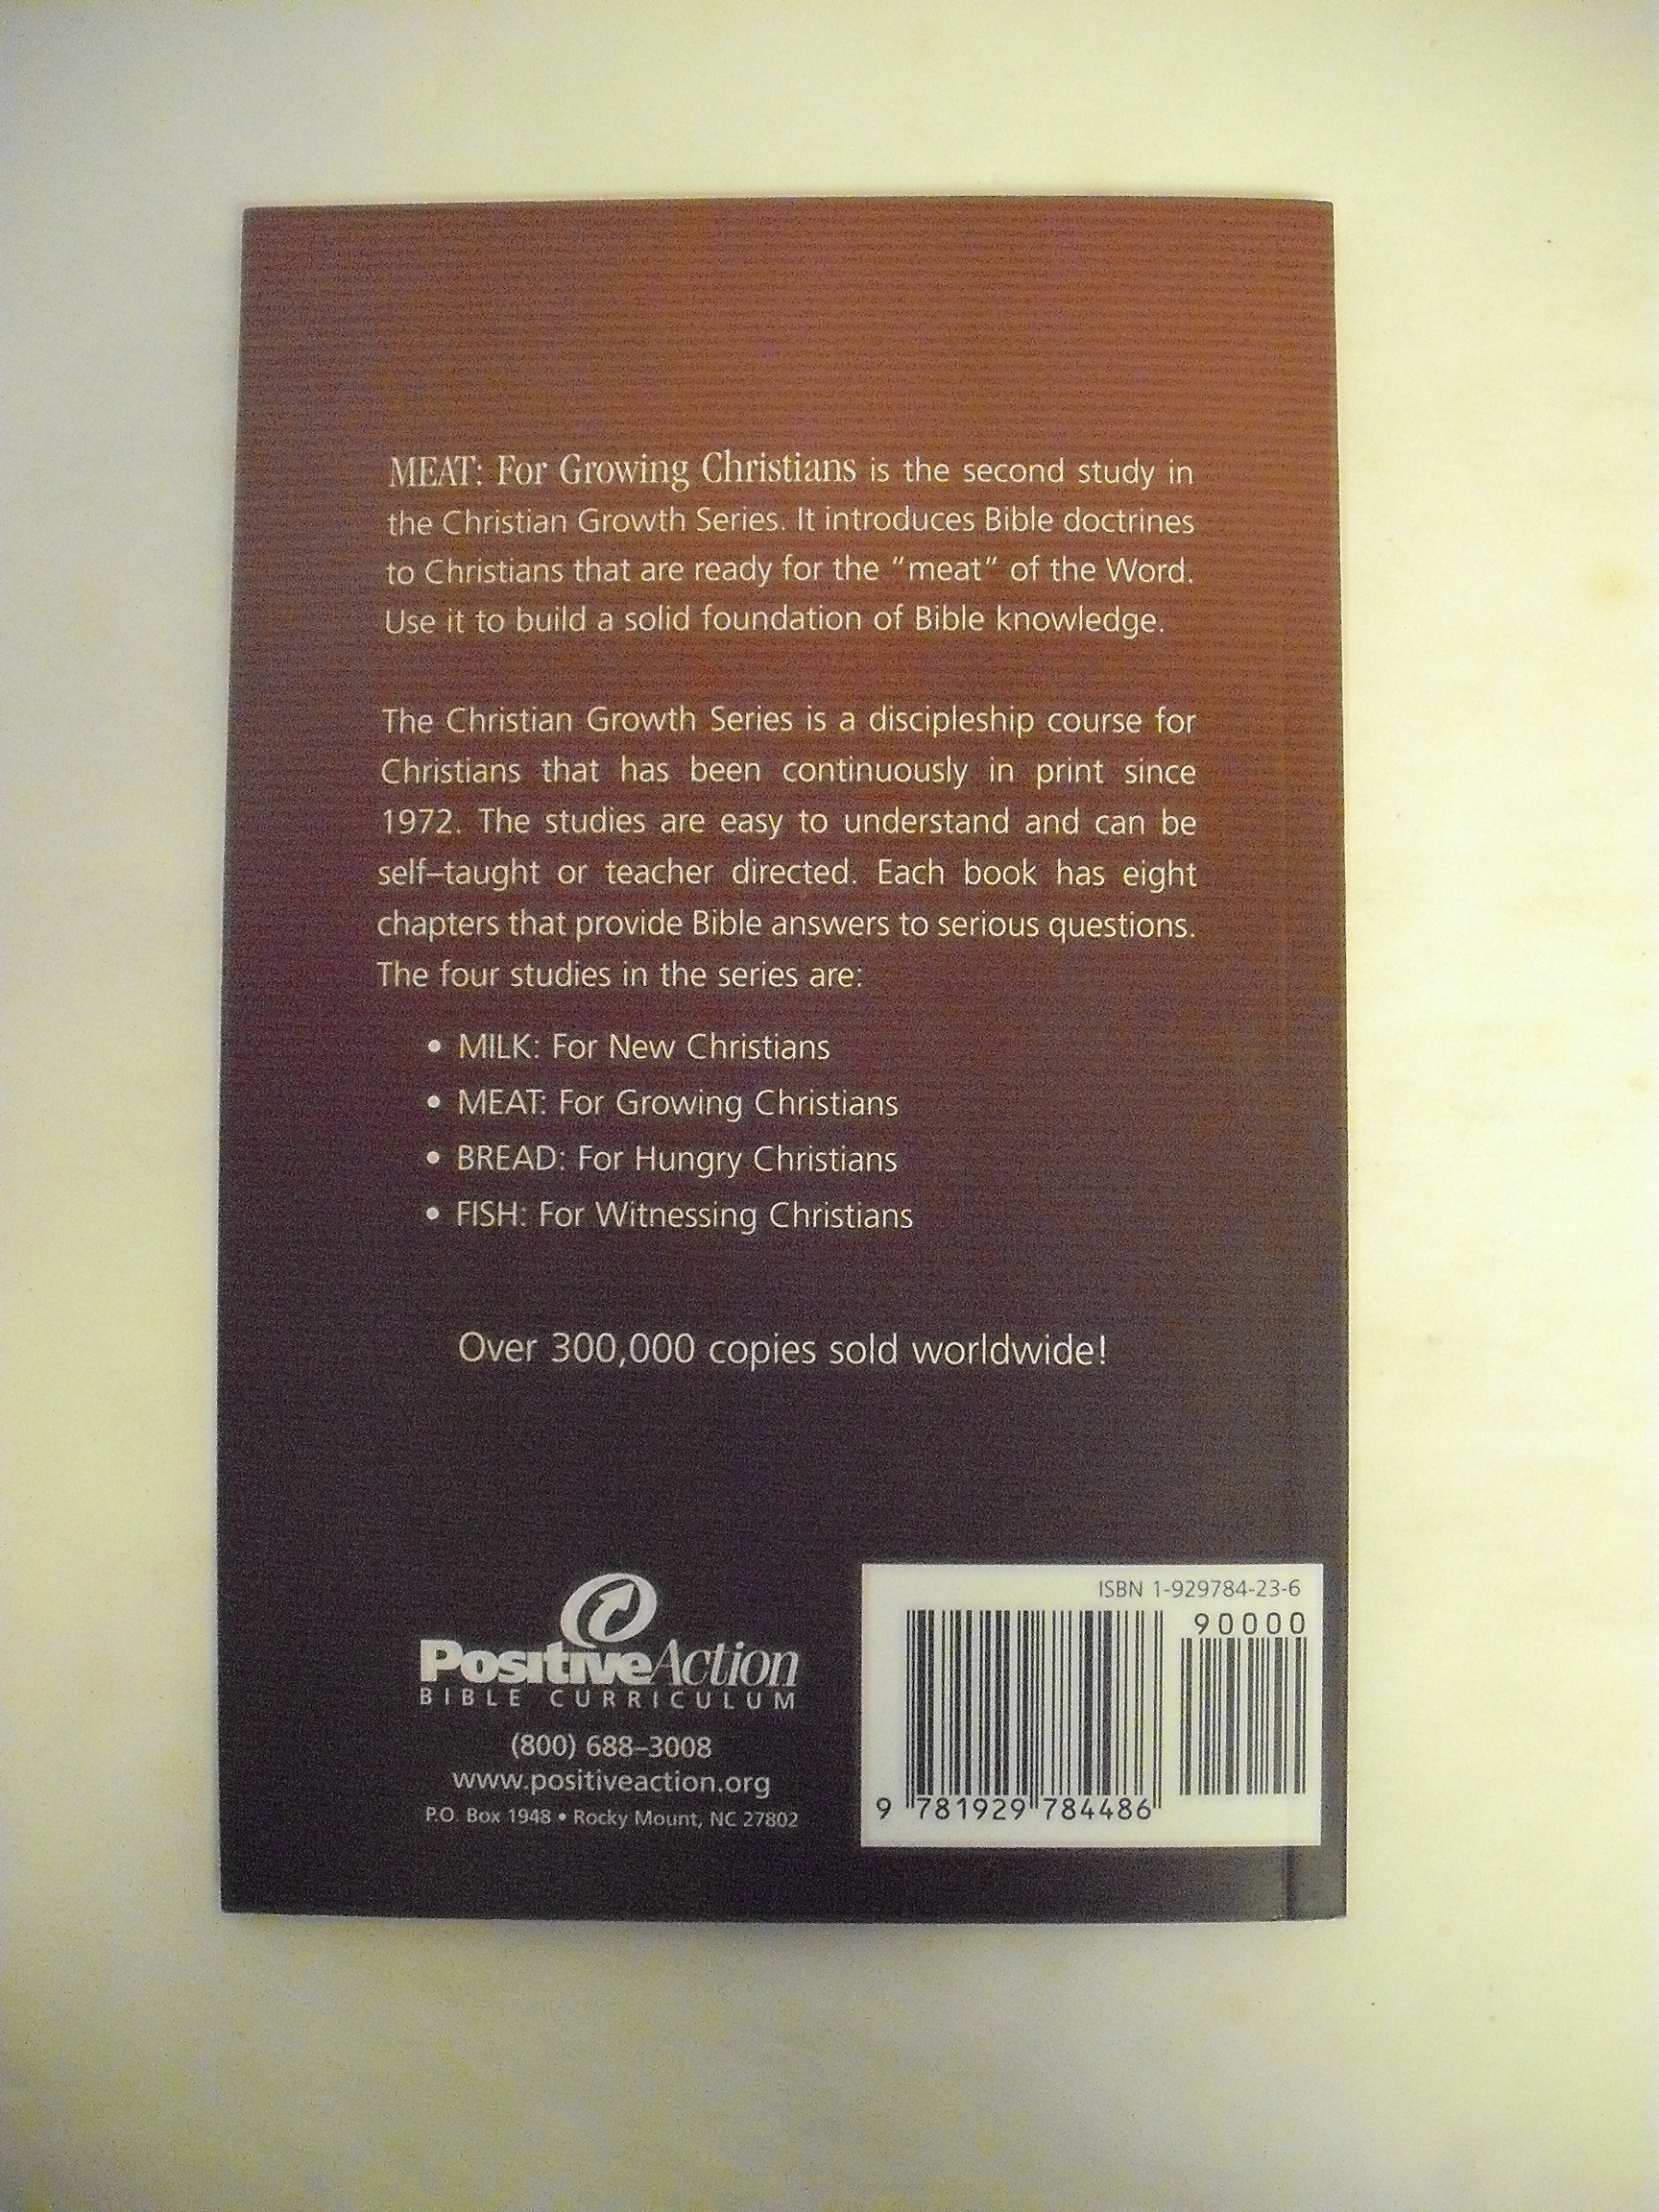 MEAT: For Growing Christians is the second study in
the Christian Growth Series. It introduces Bible doctrines
to Christians that are ready for the “meat” of the Word.
Use it to build a solid foundation of Bible knowledge.
The Christian Growth Series is a discipleship course for
Christians that has been continuously in print since
1972. The studies are easy to understand and can be
self–taught or teacher directed. Each book has eight
chapters that provide Bible answers to serious questions.
The four studies in the series are:
• MILK: For New Christians
• MEAT: For Growing Christians
• BREAD: For Hungry Christians
• FISH: For Witnessing Christians
Over 300,000 copies sold worldwide!
PositiveAction
BIBLE CURRICULUM
(800) 688–3008
www.positiveaction.org
P.O. Box 1948 • Rocky Mount, NC 27802
ISBN 1-929784-23-6
90000
9 781929 784486